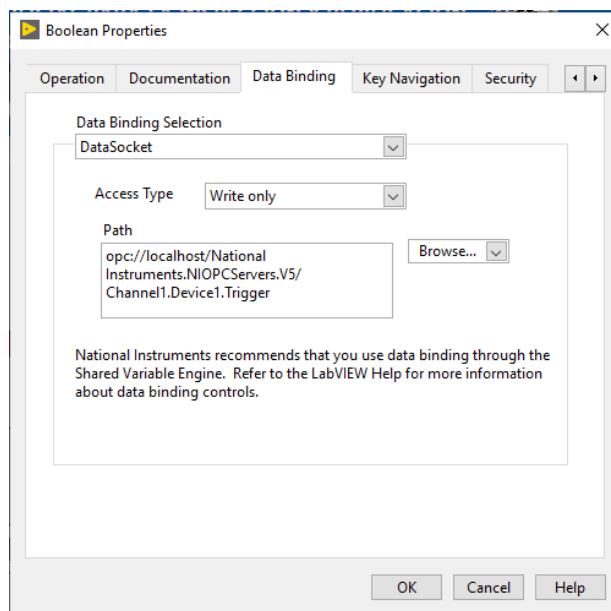 Boolean Properties
Operation Documentation Data Binding Key Navigation Security
Data Binding Selection
DataSocket
Access Type Write only
Path
opc://localhost/National
Instruments.NIOPCServers.V5/
Channel1.Device1.Trigger
Browse...
National Instruments recommends that you use data binding through the
Shared Variable Engine. Refer to the LabVIEW Help for more information
about data binding controls.
OK Cancel Help